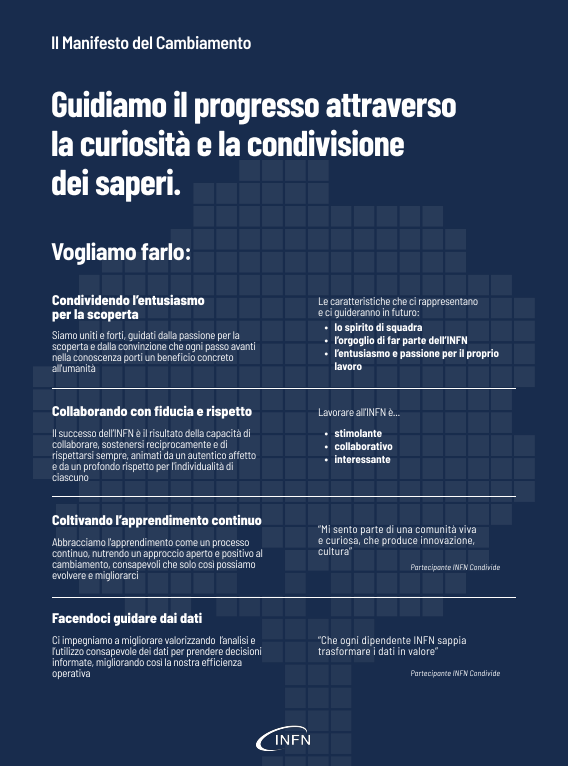 Il Manifesto del Cambiamento
Guidiamo il progresso attraverso
la curiosità e la condivisione
dei saperi.
Vogliamo farlo:
Condividendo l'entusiasmo
per la scoperta
Siamo uniti e forti, guidati dalla passione per la
scoperta e dalla convinzione che ogni passo avanti
nella conoscenza porti un beneficio concreto
all'umanità
Le caratteristiche che ci rappresentano
e ci guideranno in futuro:
• lo spirito di squadra
• l'orgoglio di far parte dell'INFN
• l'entusiasmo e passione per il proprio
lavoro
Collaborando con fiducia e rispetto
Il successo dell'INFN è il risultato della capacità di
collaborare, sostenersi reciprocamente e di
rispettarsi sempre, animati da un autentico affetto
e da un profondo rispetto per l'individualità di
ciascuno
Lavorare all'INFN è...
• stimolante
• collaborativo
• interessante
Coltivando l'apprendimento continuo
Abbracciamo l'apprendimento come un processo
continuo, nutrendo un approccio aperto e positivo al
cambiamento, consapevoli che solo così possiamo
evolvere e migliorarci
“Mi sento parte di una comunità viva
e curiosa, che produce innovazione,
cultura”
Partecipante INFN Condivide
Facendoci guidare dai dati
Ci impegniamo a migliorare valorizzando l'analisi e
l'utilizzo consapevole dei dati per prendere decisioni
informate, migliorando così la nostra efficienza
operativa
“Che ogni dipendente INFN sappia
trasformare i dati in valore”
Partecipante INFN Condivide
INFN